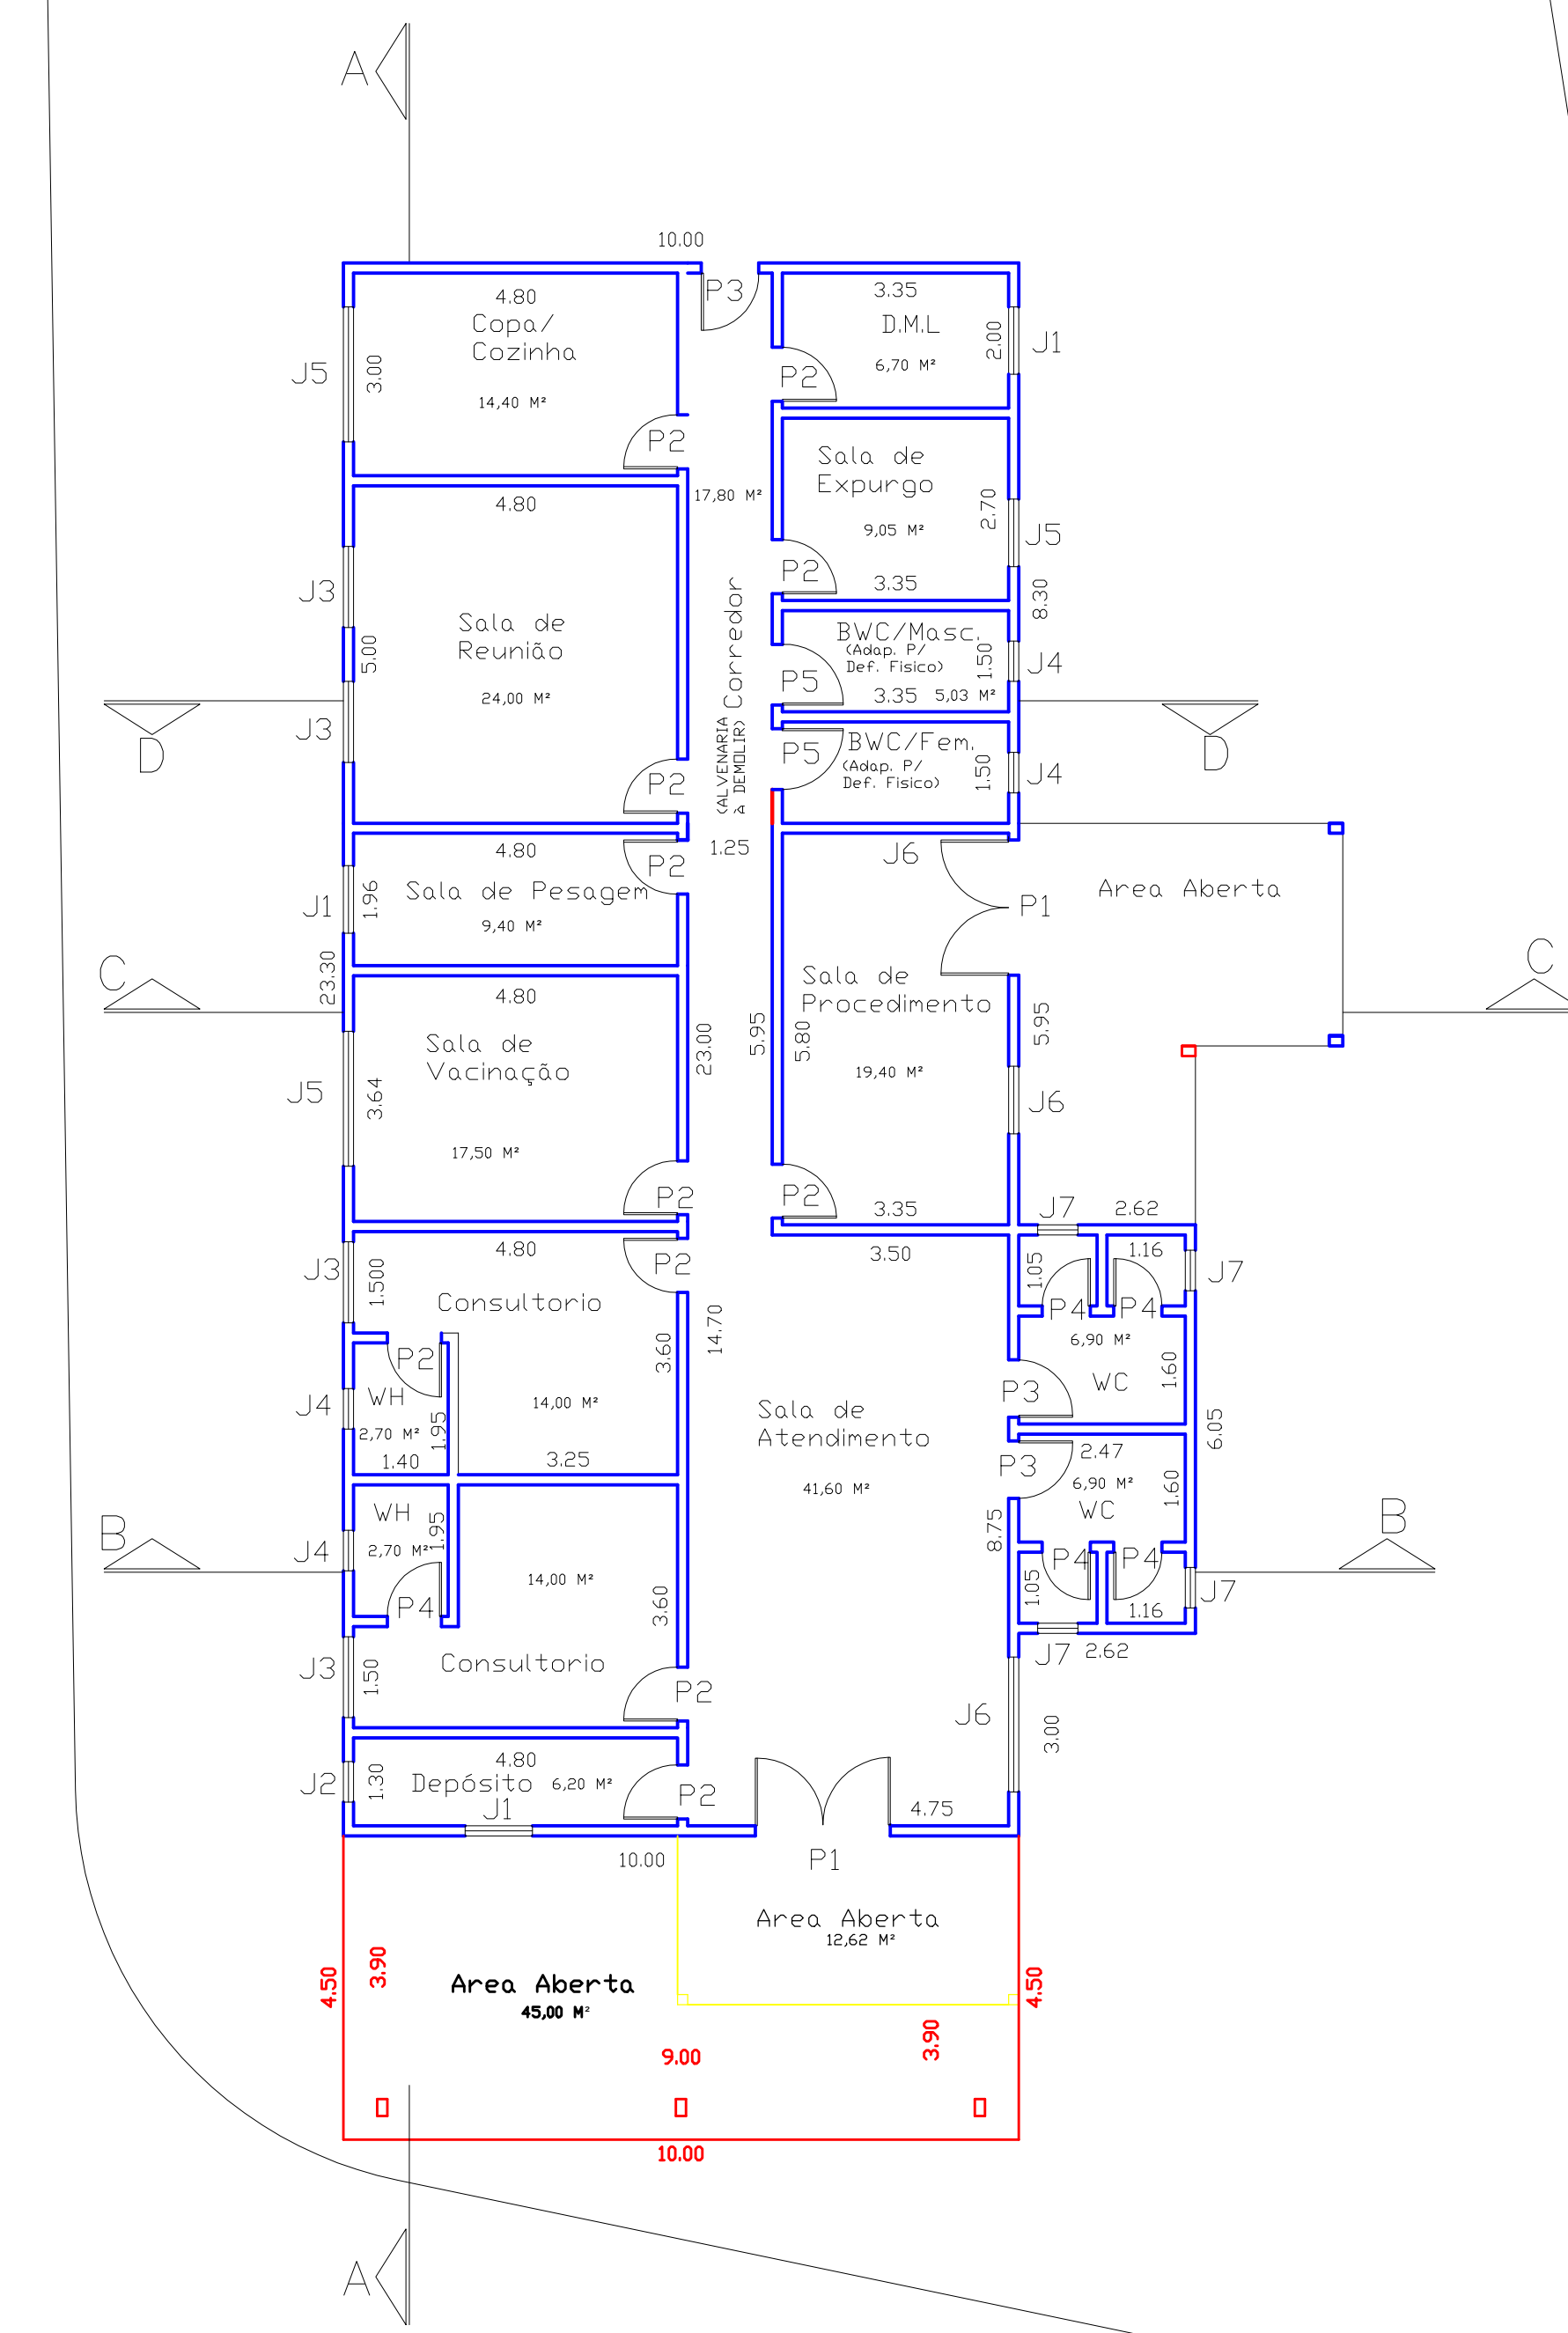 A
10.00
4.80
Copa/
Cozinha
14,40 M²
J5
3.00
P3
3.35
D.M.L
6,70 M²
2.00
J1
P2
P2
17,80 M²
Sala de
Expurgo
9,05 M²
2.70
J5
P2
3.35
8.30
4.80
J3
Sala de
Reunião
5.00
24,00 M²
J3
P2
Corredor
(ALVENARIA
À DEMOLIR)
BWC/Masc.
(Adap. P/
Def. Fisico)
1.50
J4
P5
3.35
5,03 M²
D
D
P5
BWC/Fem.
(Adap. P/
Def. Fisico)
1.50
J4
1.25
J6
4.80
P2
Sala de Pesagem
9,40 M²
1.96
J1
P1
Area Aberta
C
C
23.30
4.80
Sala de
Vacinação
17,50 M²
J5
3.64
P2
23.00
5.95
5.80
Sala de
Procedimento
19,40 M²
5.95
J6
P2
3.35
3.50
J7
2.62
4.80
P2
J3
1.500
Consultorio
3.60
14.70
14,00 M²
3.25
P2
WH
2,70 M²
1.95
1.40
J4
1.05
1.16
J7
P4
P4
6,90 M²
WC
1.60
P3
6.05
Sala de
Atendimento
41,60 M²
P3
2.47
6,90 M²
WC
1.60
8.75
B
B
WH
2,70 M²
1.95
J4
P4
14,00 M²
3.60
P4
P4
1.05
1.16
J7
J7
2.62
J3
1.50
Consultorio
P2
J6
3.00
4.80
Depósito
6,20 M²
J2
1.30
J1
P2
4.75
10.00
P1
Area Aberta
12,62 M²
4.50
3.90
Area Aberta
45,00 M²
4.50
3.90
9.00
10.00
A